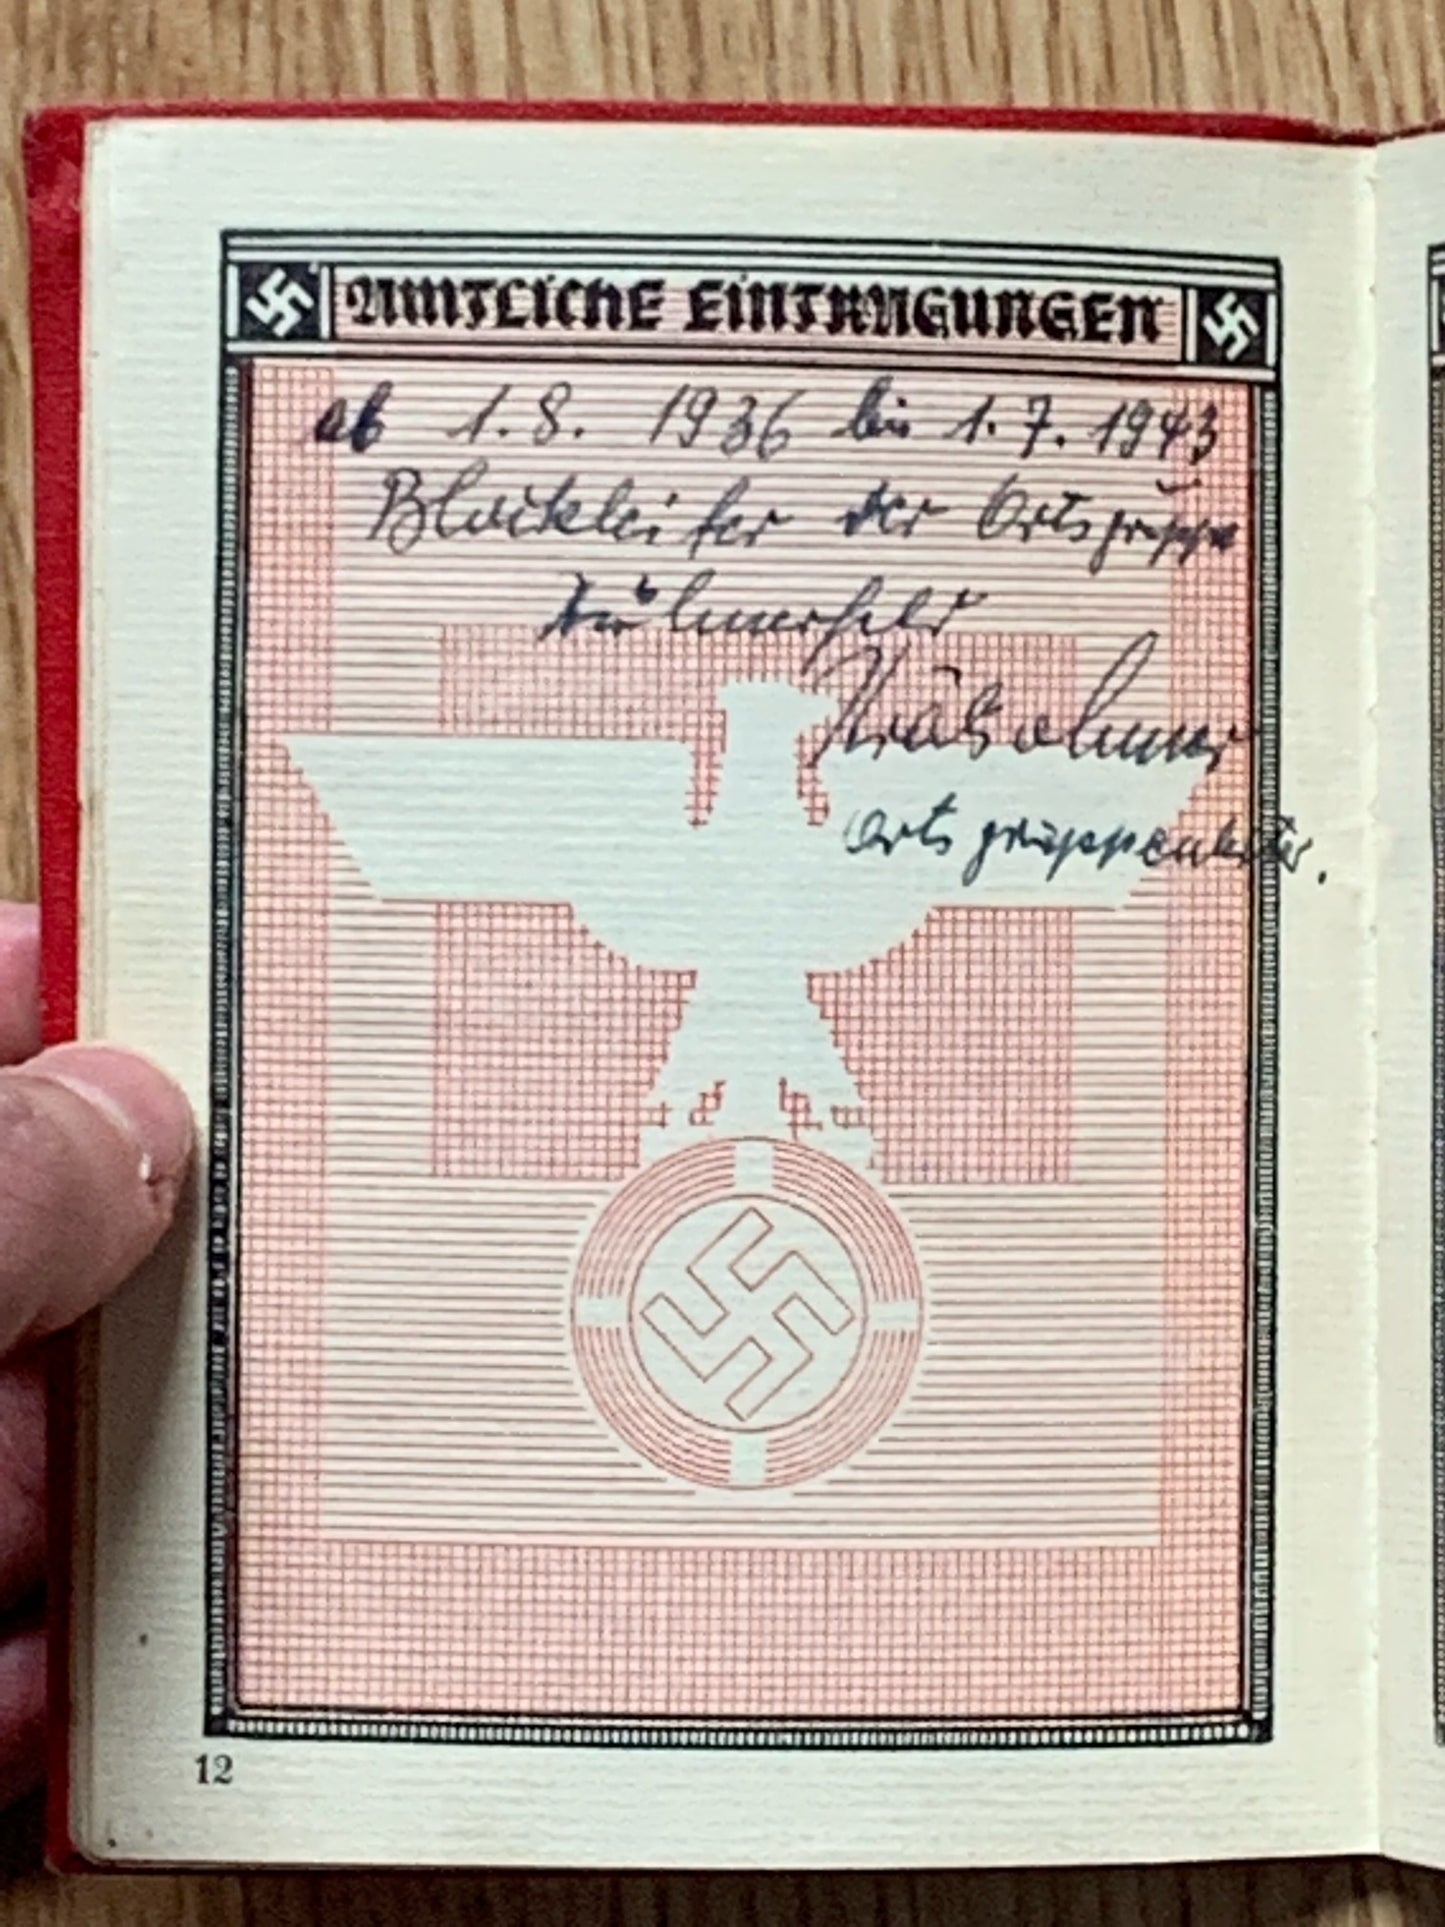 Amtliche Eintragungen
ab 1.8. 1936 bis 1.7.1943
Blockleiter der Ortsgruppe
Ortsgruppenleiter.
12